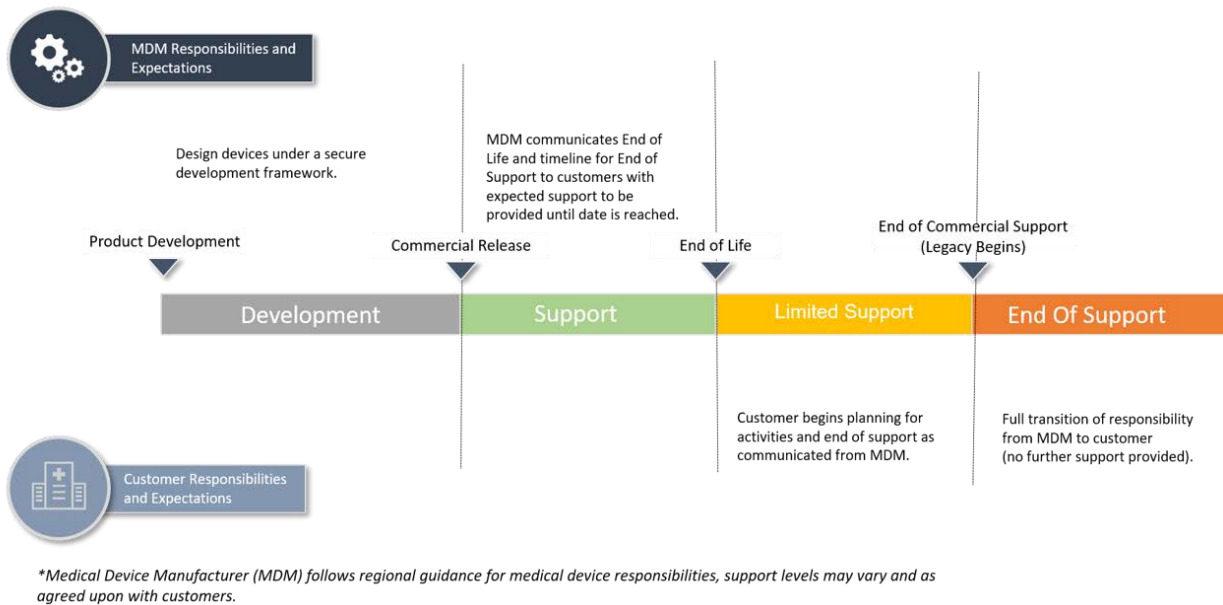 MDM Responsibilities and
Expectations
Design devices under a secure
development framework.
MDM communicates End of
Life and timeline for End of
Support to customers with
expected support to be
provided until date is reached.
Product Development
Commercial Release
End of Life
End of Commercial Support
(Legacy Begins)
Development
Support
Limited Support
End Of Support
Customer begins planning for
activities and end of support as
communicated from MDM.
Full transition of responsibility
from MDM to customer
(no further support provided).
Customer Responsibilities
and Expectations
*Medical Device Manufacturer (MDM) follows regional guidance for medical device responsibilities, support levels may vary and as
agreed upon with customers.